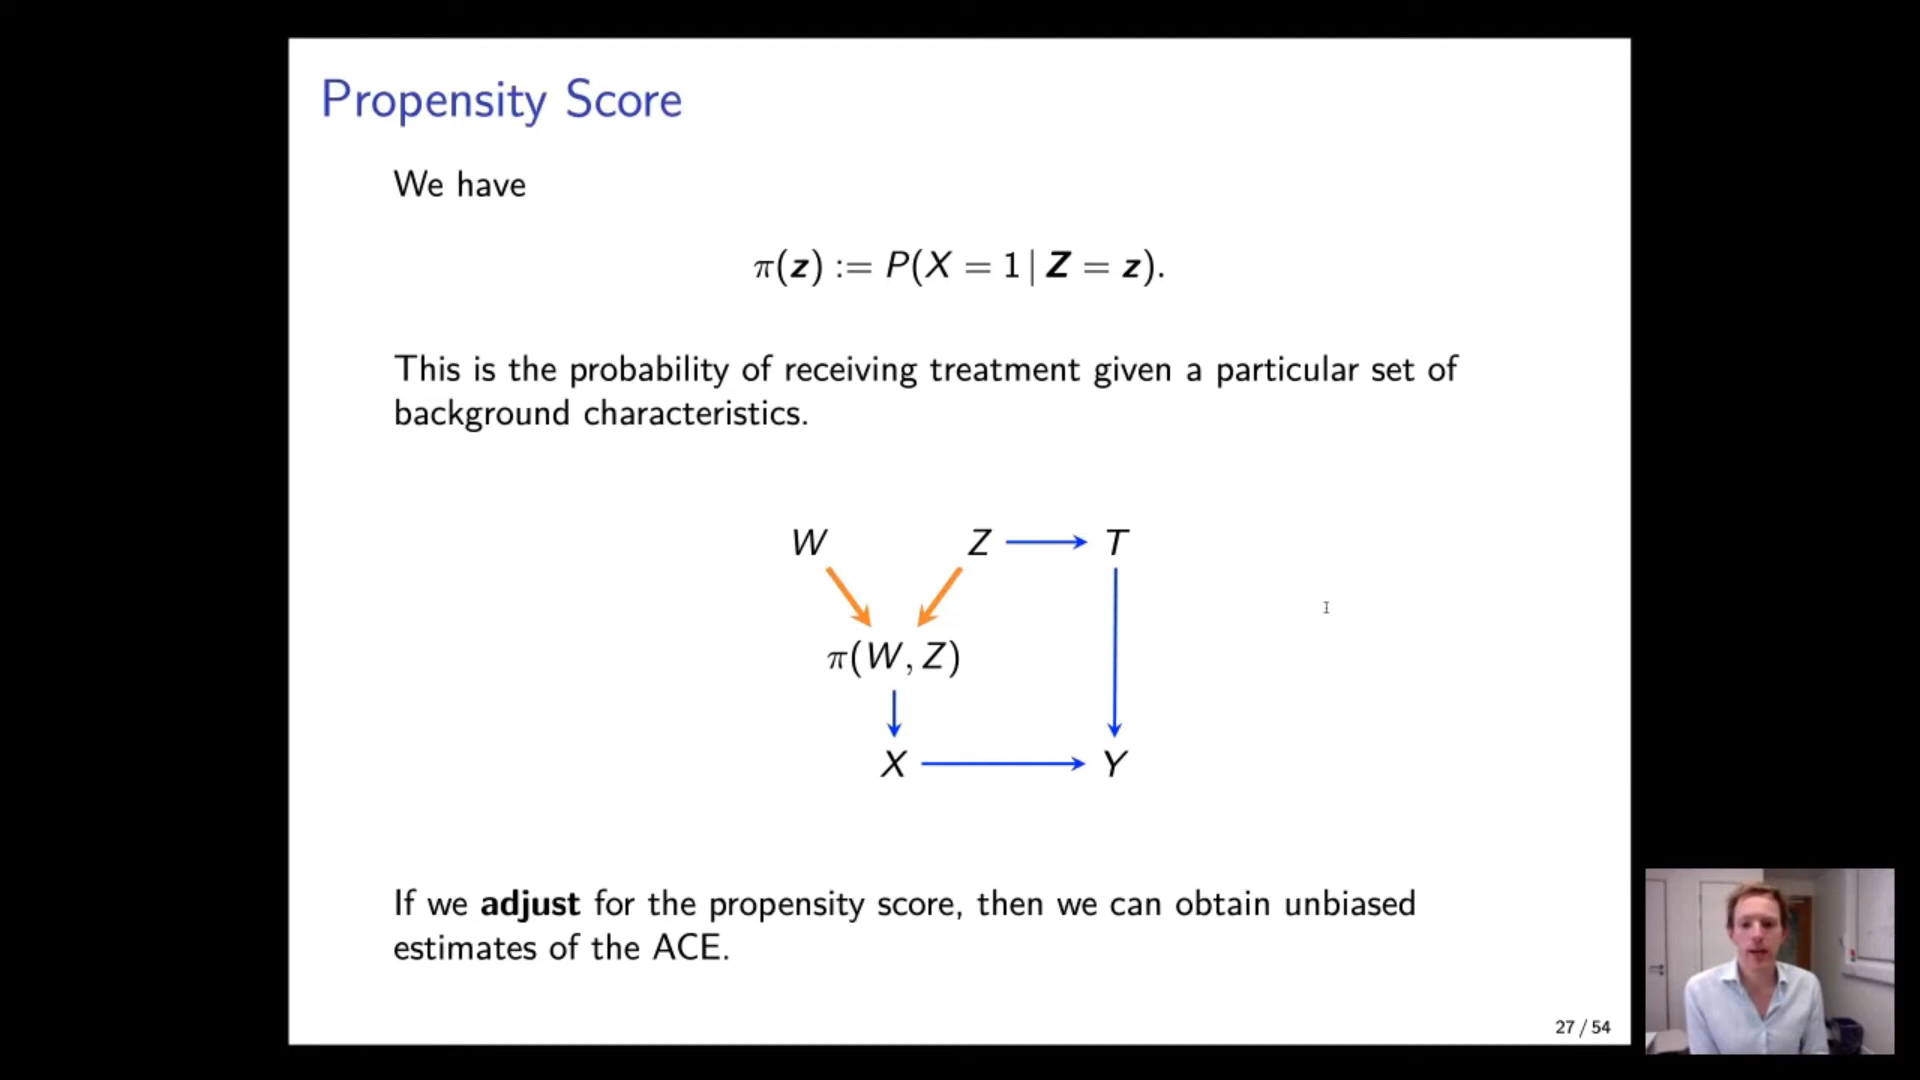 Propensity Score
We have
π(z) := P(X = 1 | Z = z).
This is the probability of receiving treatment given a particular set of
background characteristics.
W Z T
π(W, Z)
X Y
If we adjust for the propensity score, then we can obtain unbiased
estimates of the ACE.
27 / 54